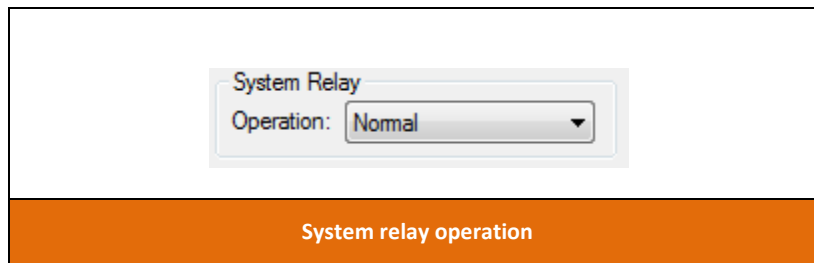 System Relay
Operation: Normal
System relay operation